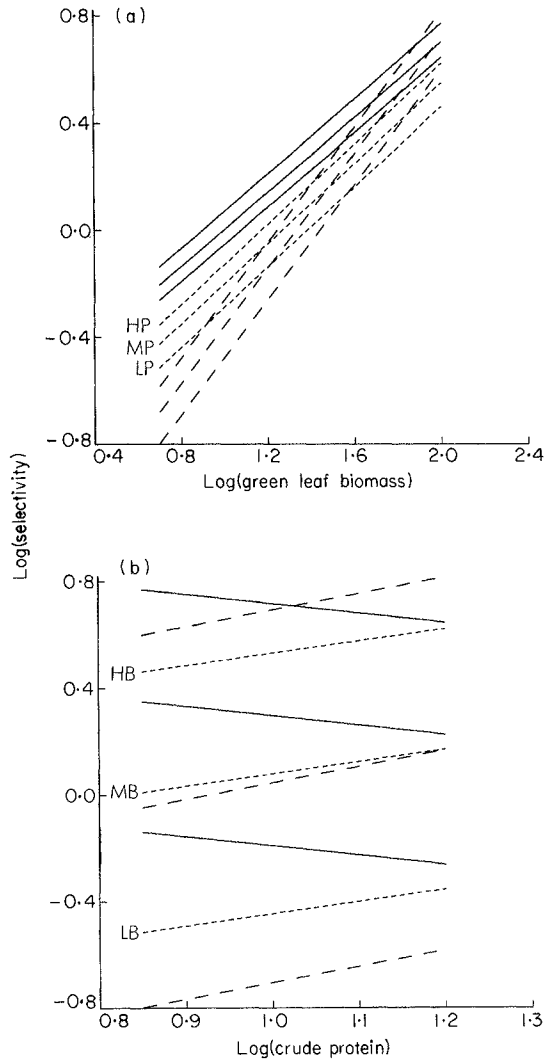 (a)
0·8
0·4
0·0
-0·4
-0·8
HP
MP
LP
0·4 0·8 1·2 1·6 2·0 2·4
Log(green leaf biomass)
Log(selectivity)
(b)
0·8
0·4
0·0
-0·4
-0·8
HB
MB
LB
0·8 0·9 1·0 1·1 1·2 1·3
Log(crude protein)